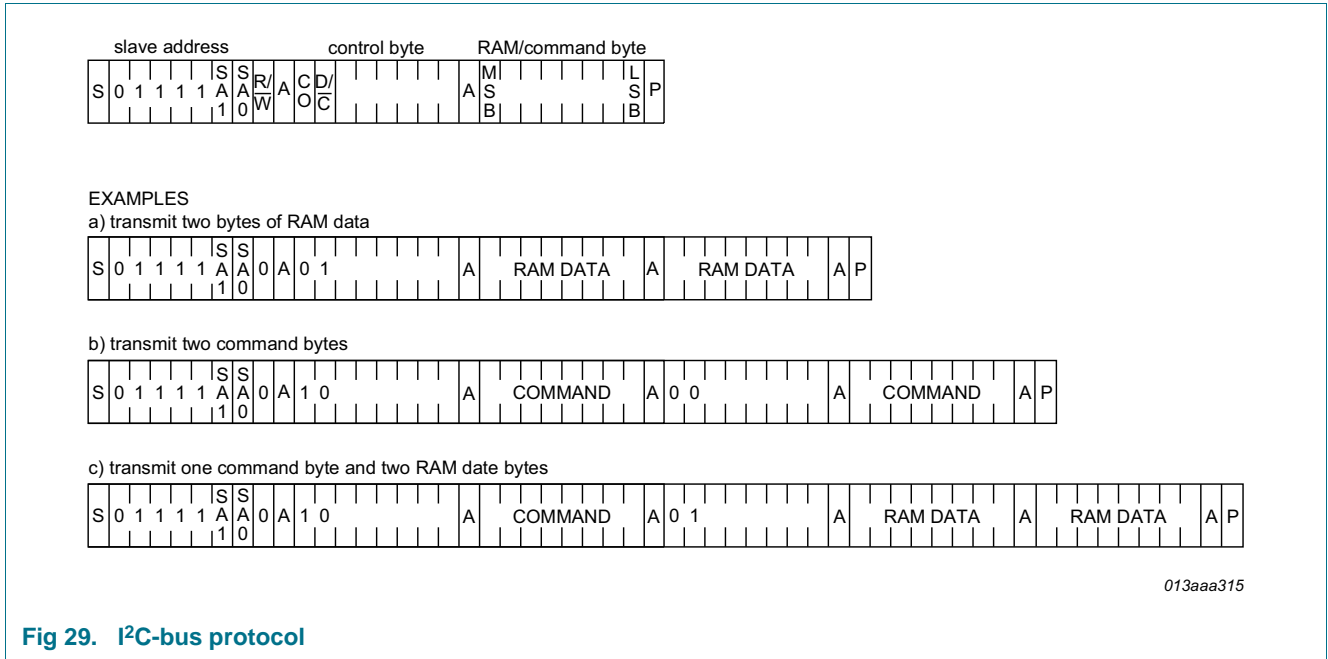 slave address control byte RAM/command byte
S 0 1 1 1 1 SA1 SA0 R/W A CO D/C A MSB LSB P
EXAMPLES
a) transmit two bytes of RAM data
S 0 1 1 1 1 SA1 SA0 0 A 0 1 A RAM DATA A RAM DATA A P
b) transmit two command bytes
S 0 1 1 1 1 SA1 SA0 0 A 1 0 A COMMAND A 0 0 A COMMAND A P
c) transmit one command byte and two RAM date bytes
S 0 1 1 1 1 SA1 SA0 0 A 1 0 A COMMAND A 0 1 A RAM DATA A RAM DATA A P
013aaa315
Fig 29. I²C-bus protocol